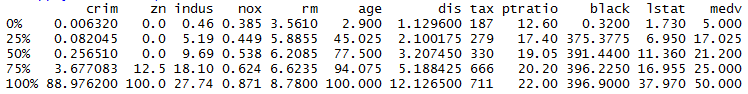 crim zn indus nox rm age dis tax ptratio black lstat medv
0% 0.006320 0.0 0.46 0.385 3.5610 2.900 1.129600 187 12.60 0.3200 1.730 5.000
25% 0.082045 0.0 5.19 0.449 5.8855 45.025 2.100175 279 17.40 375.3775 6.950 17.025
50% 0.256510 0.0 9.69 0.538 6.2085 77.500 3.207450 330 19.05 391.4400 11.360 21.200
75% 3.677083 12.5 18.10 0.624 6.6235 94.075 5.188425 666 20.20 396.2250 16.955 25.000
100% 88.976200 100.0 27.74 0.871 8.7800 100.000 12.126500 711 22.00 396.9000 37.970 50.000